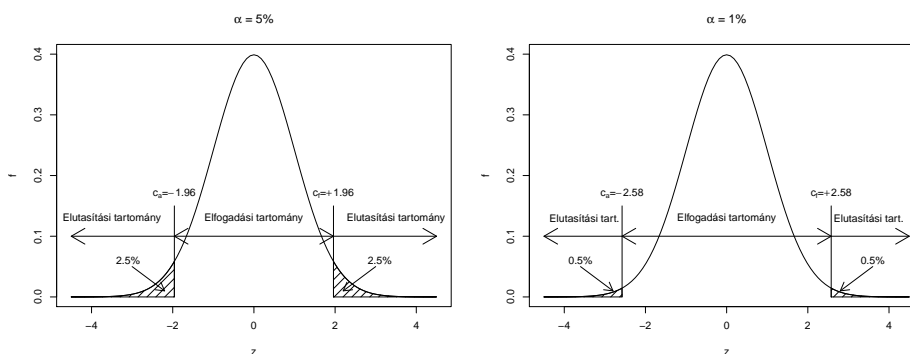 α = 5%
f
0.0
0.1
0.2
0.3
0.4
cₐ=−1.96
c_f=+1.96
Elutasítási tartomány
Elfogadási tartomány
Elutasítási tartomány
2.5%
2.5%
−4
−2
0
2
4
z
α = 1%
f
0.0
0.1
0.2
0.3
0.4
cₐ=−2.58
c_f=+2.58
Elutasítási tart.
Elfogadási tartomány
Elutasítási tart.
0.5%
0.5%
−4
−2
0
2
4
z